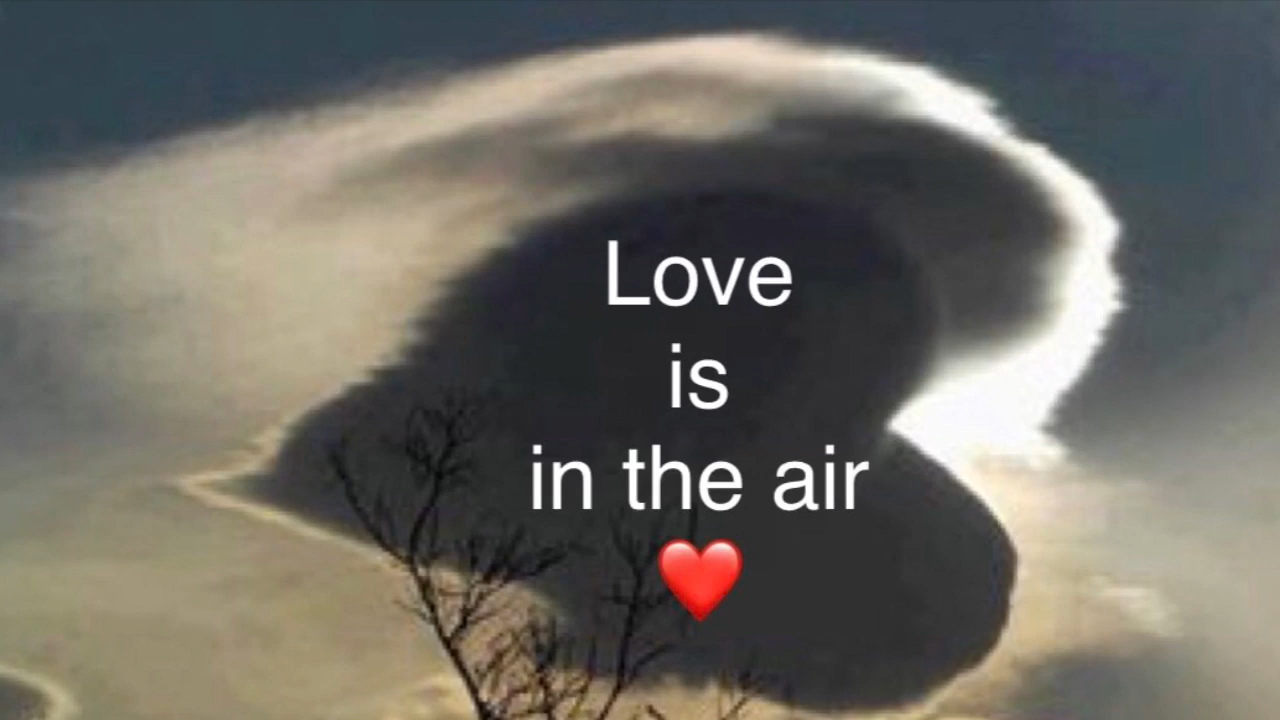 Love
is
in the air
❤️